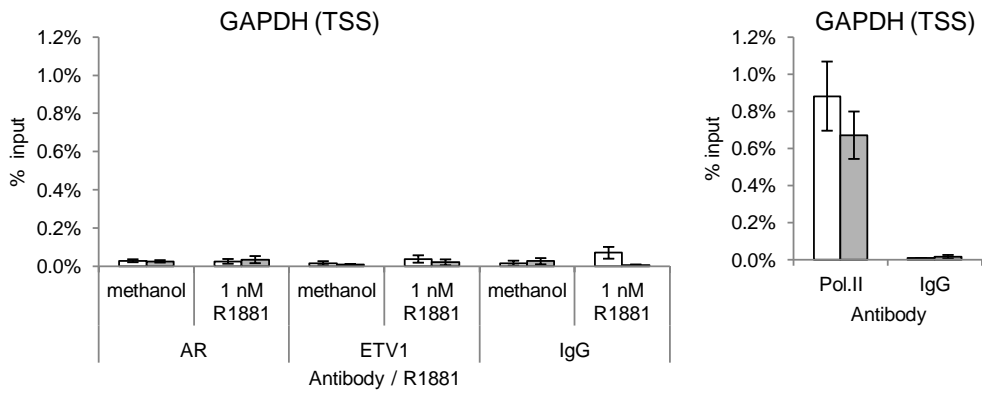 GAPDH (TSS)
1.2%
1.0%
0.8%
0.6%
0.4%
0.2%
0.0%
% input
methanol
1 nM
R1881
methanol
1 nM
R1881
methanol
1 nM
R1881
AR
ETV1
IgG
Antibody / R1881
GAPDH (TSS)
1.2%
1.0%
0.8%
0.6%
0.4%
0.2%
0.0%
% input
Pol.II
IgG
Antibody